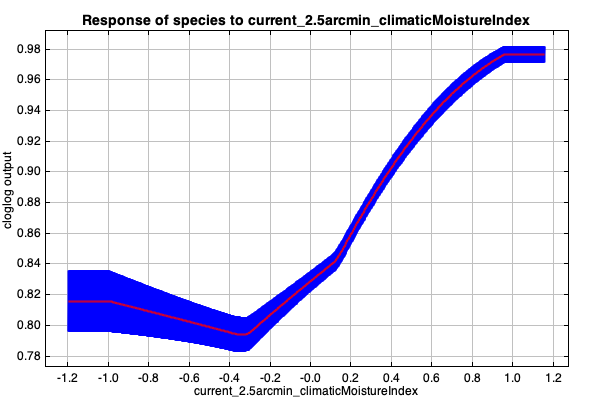 Response of species to current_2.5arcmin_climaticMoistureIndex
cloglog output
0.98
0.96
0.94
0.92
0.90
0.88
0.86
0.84
0.82
0.80
0.78
-1.2 -1.0 -0.8 -0.6 -0.4 -0.2 -0.0 0.2 0.4 0.6 0.8 1.0 1.2
current_2.5arcmin_climaticMoistureIndex